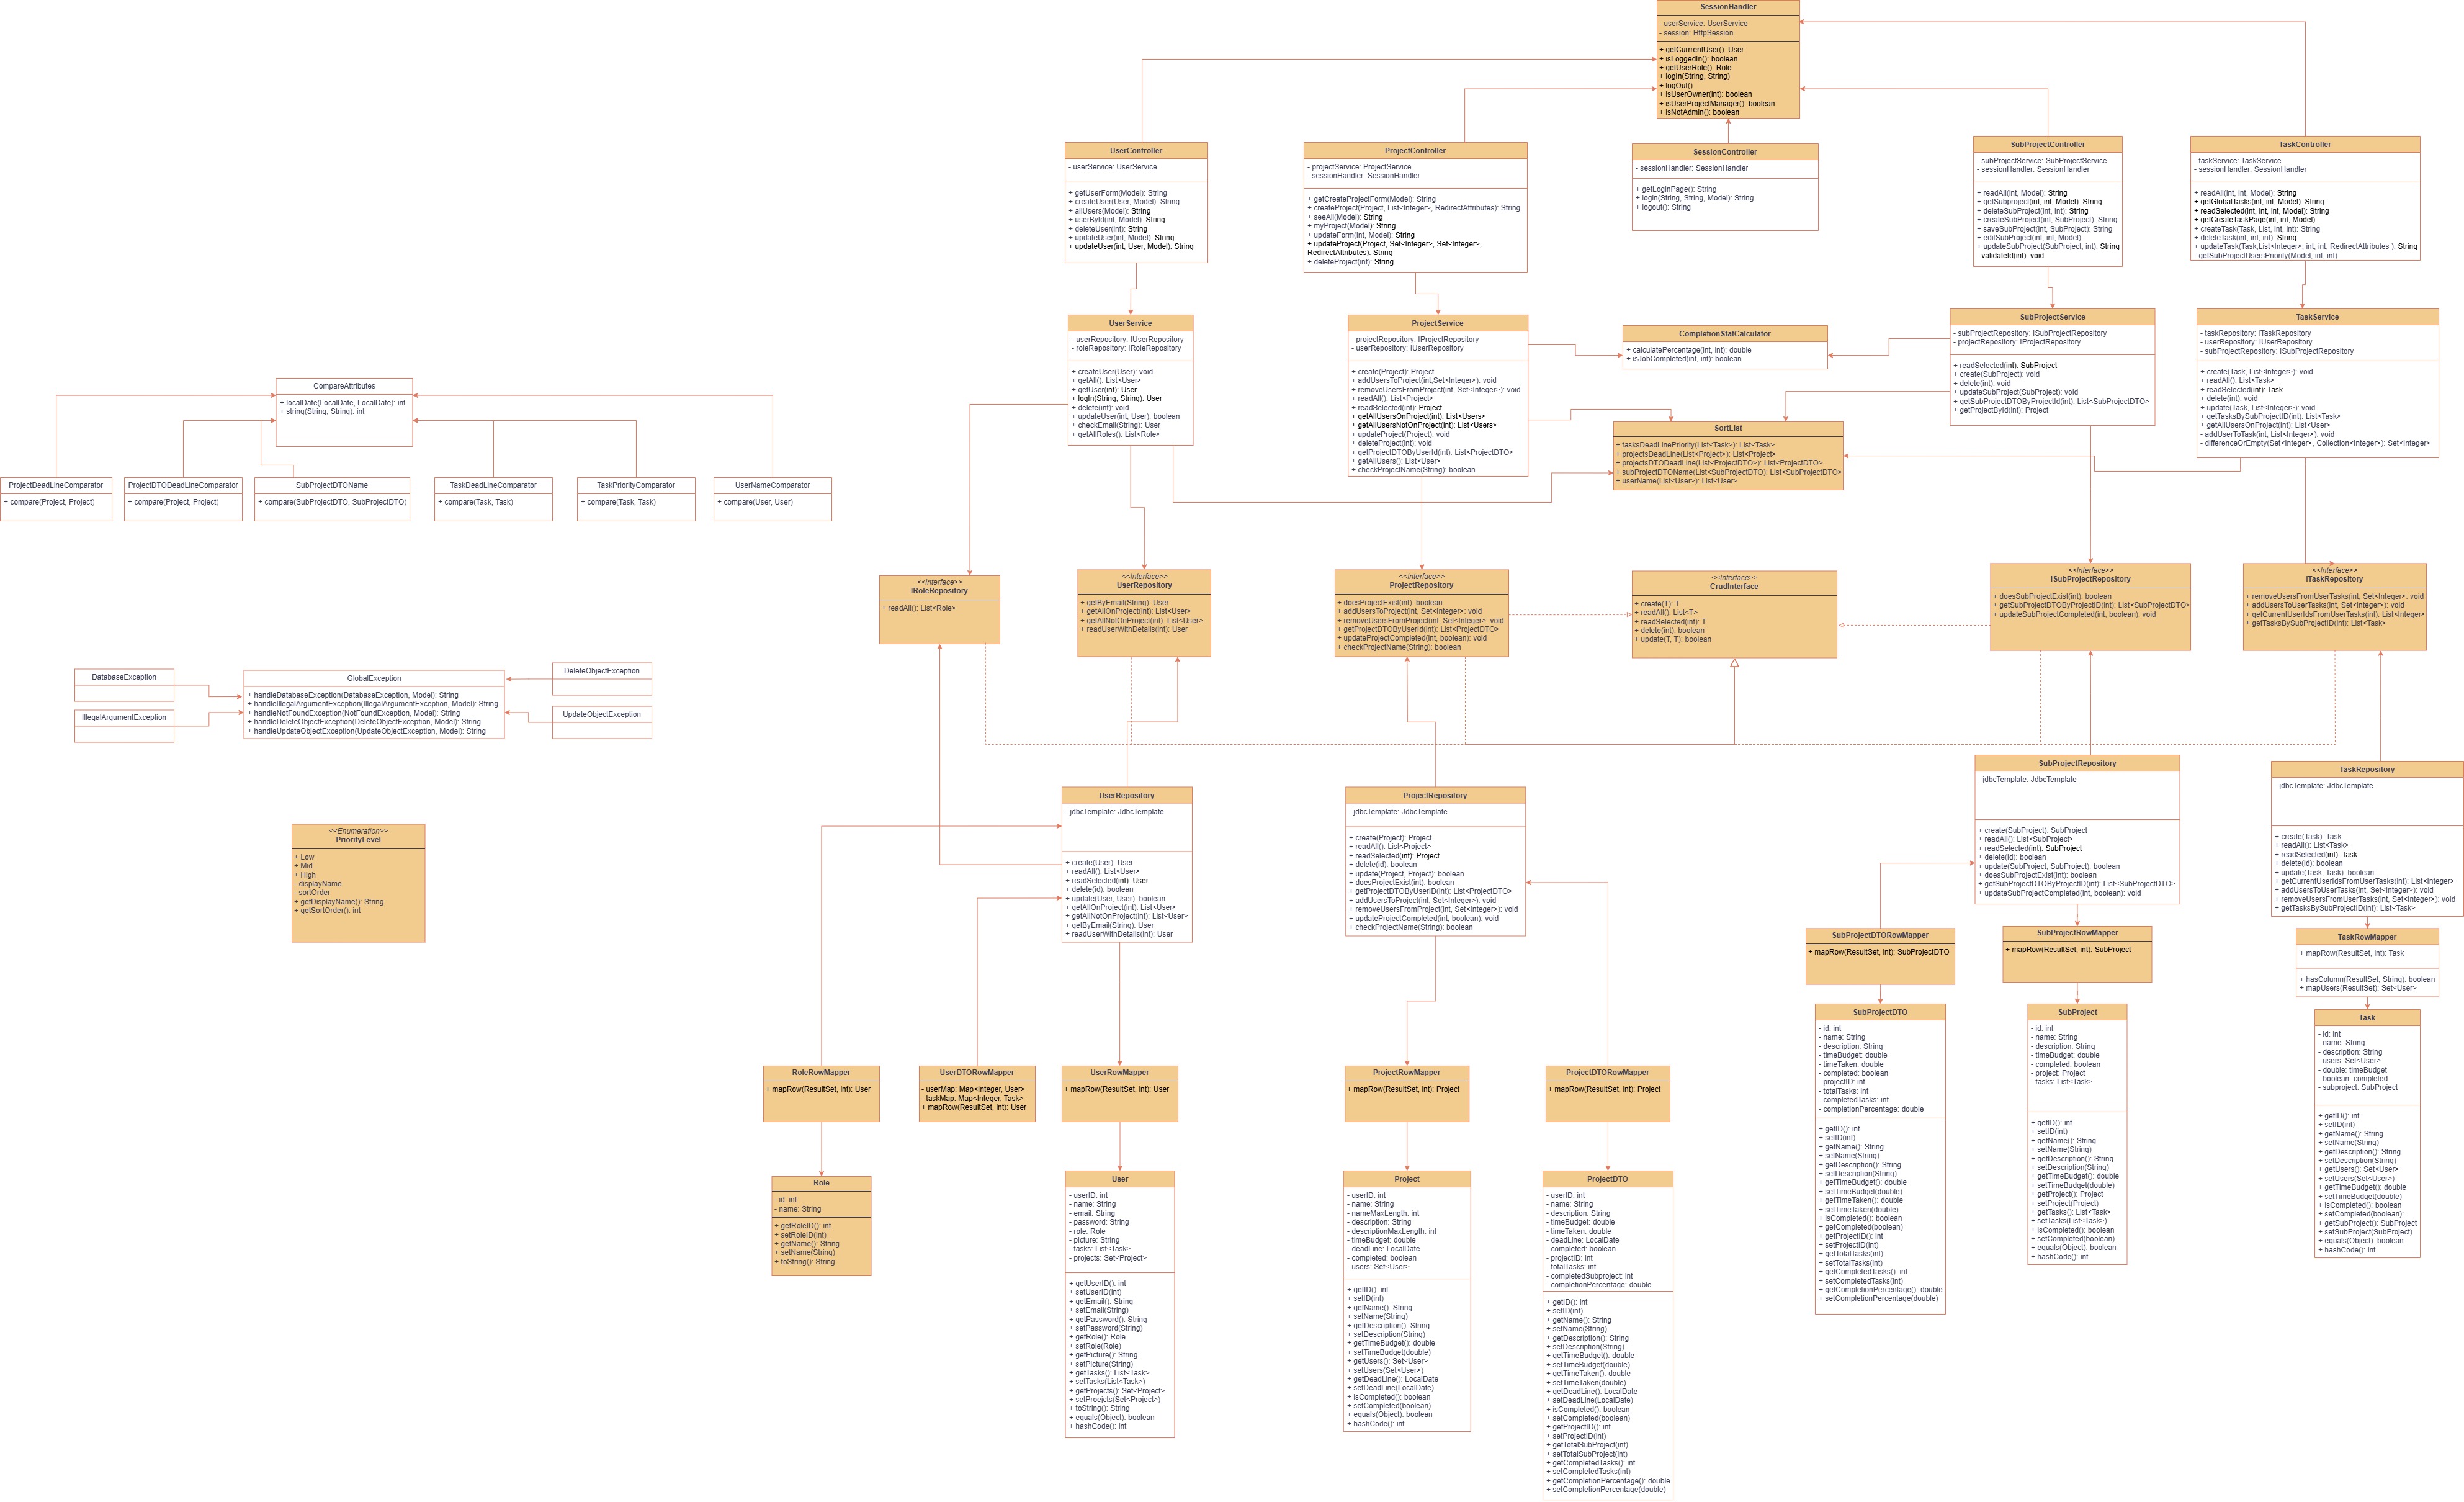 SessionHandler
- userService: UserService
- session: HttpSession
+ getCurrrentUser(): User
+ isLoggedIn(): boolean
+ getUserRole(): Role
+ logIn(String, String)
+ logOut()
+ isUserOwner(int): boolean
+ isUserProjectManager(): boolean
+ isNotAdmin(): boolean
UserController
- userService: UserService
+ getUserForm(Model): String
+ createUser(User, Model): String
+ allUsers(Model): String
+ userById(int, Model): String
+ deleteUser(int): String
+ updateUser(int, Model): String
+ updateUser(int, User, Model): String
ProjectController
- projectService: ProjectService
- sessionHandler: SessionHandler
+ getCreateProjectForm(Model): String
+ createProject(Project, List<Integer>, RedirectAttributes): String
+ seeAll(Model): String
+ myProject(Model): String
+ updateForm(int, Model): String
+ updateProject(Project, Set<Integer>, Set<Integer>,
RedirectAttributes): String
+ deleteProject(int): String
SessionController
- sessionHandler: SessionHandler
+ getLoginPage(): String
+ login(String, String, Model): String
+ logout(): String
SubProjectController
- subProjectService: SubProjectService
- sessionHandler: SessionHandler
+ readAll(int, Model): String
+ getSubproject(int, int, Model): String
+ deleteSubProject(int, int): String
+ createSubProject(int, SubProject): String
+ saveSubProject(int, SubProject): String
+ editSubProject(int, int, Model)
+ updateSubProject(SubProject, int): String
- validateId(int): void
TaskController
- taskService: TaskService
- sessionHandler: SessionHandler
+ readAll(int, int, Model): String
+ getGlobalTasks(int, int, Model): String
+ readSelected(int, int, int, Model): String
+ getCreateTaskPage(int, int, Model)
+ createTask(Task, List, int, int): String
+ deleteTask(int, int, int): String
+ updateTask(Task,List<Integer>, int, int, RedirectAttributes ): String
- getSubProjectUsersPriority(Model, int, int)
UserService
- userRepository: IUserRepository
- roleRepository: IRoleRepository
+ createUser(User): void
+ getAll(): List<User>
+ getUser(int): User
+ logIn(String, String): User
+ delete(int): void
+ updateUser(int, User): boolean
+ checkEmail(String): User
+ getAllRoles(): List<Role>
ProjectService
- projectRepository: IProjectRepository
- userRepository: IUserRepository
+ create(Project): Project
+ addUsersToProject(int,Set<Integer>): void
+ removeUsersFromProject(int, Set<Integer>): void
+ readAll(): List<Project>
+ readSelected(int): Project
+ getAllUsersOnProject(int): List<Users>
+ getAllUsersNotOnProject(int): List<Users>
+ updateProject(Project): void
+ deleteProject(int): void
+ getProjectDTOByUserId(int): List<ProjectDTO>
+ getAllUsers(): List<User>
+ checkProjectName(String): boolean
CompletionStatCalculator
+ calculatePercentage(int, int): double
+ isJobCompleted(int, int): boolean
SubProjectService
- subProjectRepository: ISubProjectRepository
- projectRepository: IProjectRepository
+ readSelected(int): SubProject
+ create(SubProject): void
+ delete(int): void
+ updateSubProject(SubProject): void
+ getSubProjectDTOByProjectId(int): List<SubProjectDTO>
+ getProjectById(int): Project
TaskService
- taskRepository: ITaskRepository
- userRepository: IUserRepository
- subProjectRepository: ISubProjectRepository
+ create(Task, List<Integer>): void
+ readAll(): List<Task>
+ readSelected(int): Task
+ delete(int): void
+ update(Task, List<Integer>): void
+ getTasksBySubProjectID(int): List<Task>
+ getAllUsersOnProject(int): List<User>
- addUserToTask(int, List<Integer>): void
- differenceOrEmpty(Set<Integer>, Collection<Integer>): Set<Integer>
CompareAttributes
+ localDate(LocalDate, LocalDate): int
+ string(String, String): int
SortList
+ tasksDeadLinePriority(List<Task>): List<Task>
+ projectsDeadLine(List<Project>): List<Project>
+ projectsDTODeadLine(List<ProjectDTO>): List<ProjectDTO>
+ subProjectDTOName(List<SubProjectDTO): List<SubProjectDTO>
+ userName(List<User>): List<User>
ProjectDeadLineComparator
+ compare(Project, Project)
ProjectDTODeadLineComparator
+ compare(Project, Project)
SubProjectDTOName
+ compare(SubProjectDTO, SubProjectDTO)
TaskDeadLineComparator
+ compare(Task, Task)
TaskPriorityComparator
+ compare(Task, Task)
UserNameComparator
+ compare(User, User)
<<Interface>>
IRoleRepository
+ readAll(): List<Role>
<<Interface>>
UserRepository
+ getByEmail(String): User
+ getAllOnProject(int): List<User>
+ getAllNotOnProject(int): List<User>
+ readUserWithDetails(int): User
<<Interface>>
ProjectRepository
+ doesProjectExist(int): boolean
+ addUsersToProject(int, Set<Integer>: void
+ removeUsersFromProject(int, Set<Integer>: void
+ getProjectDTOByUserId(int): List<ProjectDTO>
+ updateProjectCompleted(int, boolean): void
+ checkProjectName(String): boolean
<<Interface>>
CrudInterface
+ create(T): T
+ readAll(): List<T>
+ readSelected(int): T
+ delete(int): boolean
+ update(T, T): boolean
<<Interface>>
ISubProjectRepository
+ doesSubProjectExist(int): boolean
+ getSubProjectDTOByProjectID(int): List<SubProjectDTO>
+ updateSubProjectCompleted(int, boolean): void
<<Interface>>
ITaskRepository
+ removeUsersFromUserTasks(int, Set<Integer>: void
+ addUsersToUserTasks(int, Set<Integer>): void
+ getCurrentUserIdsFromUserTasks(int): List<Integer>
+ getTasksBySubProjectID(int): List<Task>
DatabaseException
IllegalArgumentException
GlobalException
+ handleDatabaseException(DatabaseException, Model): String
+ handleIllegalArgumentException(IllegalArgumentException, Model): String
+ handleNotFoundException(NotFoundException, Model): String
+ handleDeleteObjectException(DeleteObjectException, Model): String
+ handleUpdateObjectException(UpdateObjectException, Model): String
DeleteObjectException
UpdateObjectException
<<Enumeration>>
PriorityLevel
+ Low
+ Mid
+ High
- displayName
- sortOrder
+ getDisplayName(): String
+ getSortOrder(): int
UserRepository
- jdbcTemplate: JdbcTemplate
+ create(User): User
+ readAll(): List<User>
+ readSelected(int): User
+ delete(id): boolean
+ update(User, User): boolean
+ getAllOnProject(int): List<User>
+ getAllNotOnProject(int): List<User>
+ getByEmail(String): User
+ readUserWithDetails(int): User
ProjectRepository
- jdbcTemplate: JdbcTemplate
+ create(Project): Project
+ readAll(): List<Project>
+ readSelected(int): Project
+ delete(id): boolean
+ update(Project, Project): boolean
+ doesProjectExist(int): boolean
+ getProjectDTOByUserID(int): List<ProjectDTO>
+ addUsersToProject(int, Set<Integer>): void
+ removeUsersFromProject(int, Set<Integer>): void
+ updateProjectCompleted(int, boolean): void
+ checkProjectName(String): boolean
SubProjectRepository
- jdbcTemplate: JdbcTemplate
+ create(SubProject): SubProject
+ readAll(): List<SubProject>
+ readSelected(int): SubProject
+ delete(id): boolean
+ update(SubProject, SubProject): boolean
+ doesSubProjectExist(int): boolean
+ getSubProjectDTOByProjectID(int): List<SubProjectDTO>
+ updateSubProjectCompleted(int, boolean): void
TaskRepository
- jdbcTemplate: JdbcTemplate
+ create(Task): Task
+ readAll(): List<Task>
+ readSelected(int): Task
+ delete(id): boolean
+ update(Task, Task): boolean
+ getCurrentUserIdsFromUserTasks(int): List<Integer>
+ addUsersToUserTasks(int, Set<Integer>): void
+ removeUsersFromUserTasks(int, Set<Integer>): void
+ getTasksBySubProjectID(int): List<Task>
SubProjectDTORowMapper
+ mapRow(ResultSet, int): SubProjectDTO
SubProjectRowMapper
+ mapRow(ResultSet, int): SubProject
TaskRowMapper
+ mapRow(ResultSet, int): Task
+ hasColumn(ResultSet, String): boolean
+ mapUsers(ResultSet): Set<User>
SubProjectDTO
- id: int
- name: String
- description: String
- timeBudget: double
- timeTaken: double
- completed: boolean
- projectID: int
- totalTasks: int
- completedTasks: int
- completionPercentage: double
+ getID(): int
+ setID(int)
+ getName(): String
+ setName(String)
+ getDescription(): String
+ setDescription(String)
+ getTimeBudget(): double
+ setTimeBudget(double)
+ getTimeTaken(): double
+ setTimeTaken(double)
+ isCompleted(): boolean
+ getCompleted(boolean)
+ getProjectID(): int
+ setProjectID(int)
+ getTotalTasks(int)
+ setTotalTasks(int)
+ getCompletedTasks(): int
+ setCompletedTasks(int)
+ getCompletionPercentage(): double
+ setCompletionPercentage(double)
SubProject
- id: int
- name: String
- description: String
- timeBudget: double
- completed: boolean
- project: Project
- tasks: List<Task>
+ getID(): int
+ setID(int)
+ getName(): String
+ setName(String)
+ getDescription(): String
+ setDescription(String)
+ getTimeBudget(): double
+ setTimeBudget(double)
+ getProject(): Project
+ setProject(Project)
+ getTasks(): List<Task>
+ setTasks(List<Task>)
+ isCompleted(): boolean
+ setCompleted(boolean)
+ equals(Object): boolean
+ hashCode(): int
Task
- id: int
- name: String
- description: String
- users: Set<User>
- double: timeBudget
- boolean: completed
- subproject: SubProject
+ getID(): int
+ setID(int)
+ getName(): String
+ setName(String)
+ getDescription(): String
+ setDescription(String)
+ getUsers(): Set<User>
+ setUsers(Set<User>)
+ getTimeBudget(): double
+ setTimeBudget(double)
+ isCompleted(): boolean
+ setCompleted(boolean):
+ getSubProject(): SubProject
+ setSubProject(SubProject)
+ equals(Object): boolean
+ hashCode(): int
RoleRowMapper
+ mapRow(ResultSet, int): User
UserDTORowMapper
- userMap: Map<Integer, User>
- taskMap: Map<Integer, Task>
+ mapRow(ResultSet, int): User
UserRowMapper
+ mapRow(ResultSet, int): User
ProjectRowMapper
+ mapRow(ResultSet, int): Project
ProjectDTORowMapper
+ mapRow(ResultSet, int): Project
Role
- id: int
- name: String
+ getRoleID(): int
+ setRoleID(int)
+ getName(): String
+ setName(String)
+ toString(): String
User
- userID: int
- name: String
- email: String
- password: String
- role: Role
- picture: String
- tasks: List<Task>
- projects: Set<Project>
+ getUserID(): int
+ setUserID(int)
+ getEmail(): String
+ setEmail(String)
+ getPassword(): String
+ setPassword(String)
+ getRole(): Role
+ setRole(Role)
+ getPicture(): String
+ setPicture(String)
+ getTasks(): List<Task>
+ setTasks(List<Task>)
+ getProjects(): Set<Project>
+ setProejcts(Set<Project>)
+ toString(): String
+ equals(Object): boolean
+ hashCode(): int
Project
- userID: int
- name: String
- nameMaxLength: int
- description: String
- descriptionMaxLength: int
- timeBudget: double
- deadLine: LocalDate
- completed: boolean
- users: Set<User>
+ getID(): int
+ setID(int)
+ getName(): String
+ setName(String)
+ getDescription(): String
+ setDescription(String)
+ getTimeBudget(): double
+ setTimeBudget(double)
+ getUsers(): Set<User>
+ setUsers(Set<User>)
+ getDeadLine(): LocalDate
+ setDeadLine(LocalDate)
+ isCompleted(): boolean
+ setCompleted(boolean)
+ equals(Object): boolean
+ hashCode(): int
ProjectDTO
- userID: int
- name: String
- description: String
- timeBudget: double
- timeTaken: double
- deadLine: LocalDate
- completed: boolean
- projectID: int
- totalTasks: int
- completedSubproject: int
- completionPercentage: double
+ getID(): int
+ setID(int)
+ getName(): String
+ setName(String)
+ getDescription(): String
+ setDescription(String)
+ getTimeBudget(): double
+ setTimeBudget(double)
+ getTimeTaken(): double
+ setTimeTaken(double)
+ getDeadLine(): LocalDate
+ setDeadLine(LocalDate)
+ isCompleted(): boolean
+ setCompleted(boolean)
+ getProjectID(): int
+ setProjectID(int)
+ getTotalSubProject(int)
+ setTotalSubProject(int)
+ getCompletedTasks(): int
+ setCompletedTasks(int)
+ getCompletionPercentage(): double
+ setCompletionPercentage(double)